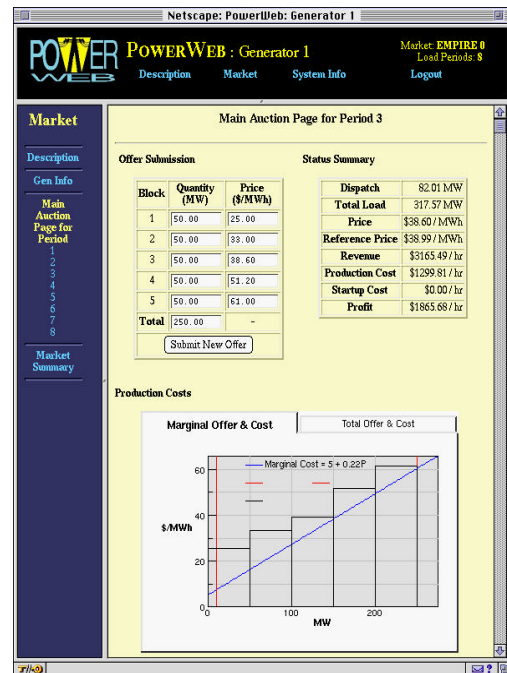 Netscape: PowerWeb: Generator 1
POWER WEB
POWERWEB : Generator 1
Market: EMPIRE 0
Load Periods: 8
Description Market System Info Logout
Market
Description
Gen Info
Main
Auction
Page for
Period
1
2
3
4
5
6
7
8
Market
Summary
Main Auction Page for Period 3
Offer Submission
Block Quantity (MW) Price ($/MWh)
1 50.00 25.00
2 50.00 33.00
3 50.00 38.60
4 50.00 51.20
5 50.00 61.00
Total 250.00 -
Submit New Offer
Status Summary
Dispatch 82.01 MW
Total Load 317.57 MW
Price $38.60 / MWh
Reference Price $38.99 / MWh
Revenue $3165.49 / hr
Production Cost $1299.81 / hr
Startup Cost $0.00 / hr
Profit $1865.68 / hr
Production Costs
Marginal Offer & Cost Total Offer & Cost
Marginal Cost = 5 + 0.22P
60
40
$/MWh
20
0
0 100 200
MW